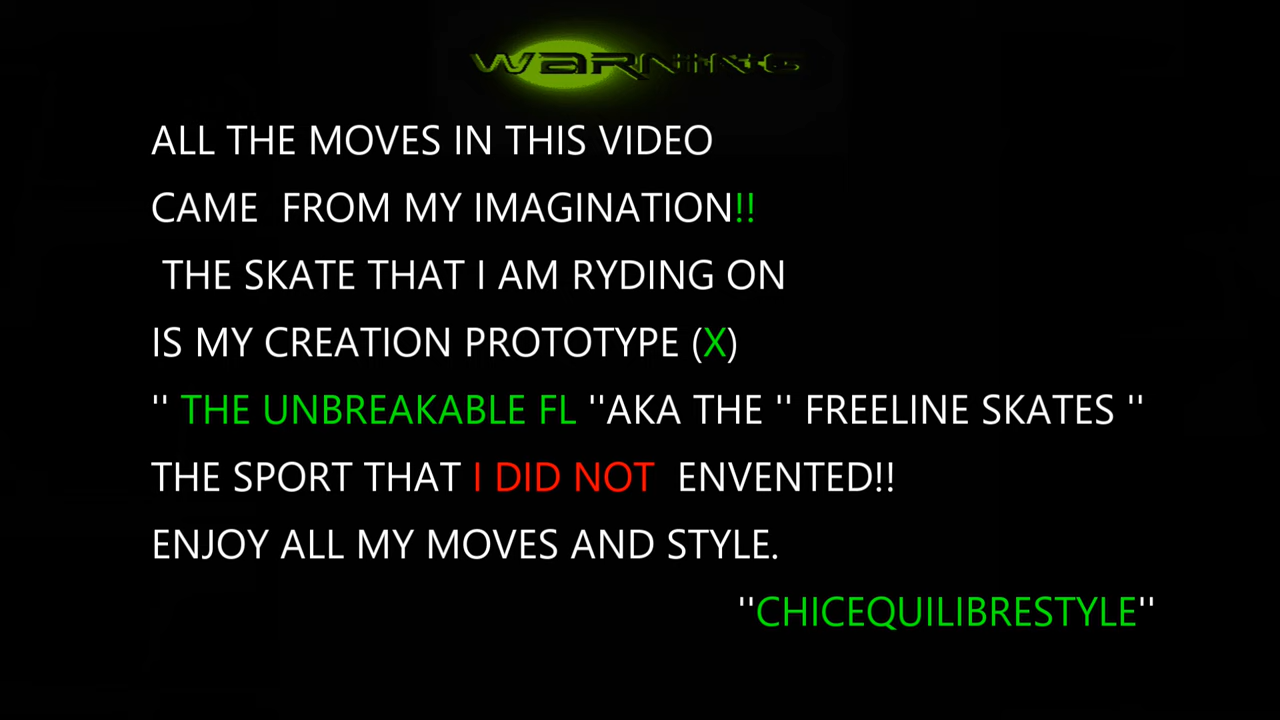 WARNING
ALL THE MOVES IN THIS VIDEO
CAME  FROM MY IMAGINATION!!
THE SKATE THAT I AM RYDING ON
IS MY CREATION PROTOTYPE (X)
'' THE UNBREAKABLE FL ''AKA THE '' FREELINE SKATES ''
THE SPORT THAT I DID NOT  ENVENTED!!
ENJOY ALL MY MOVES AND STYLE.
''CHICEQUILIBRESTYLE''